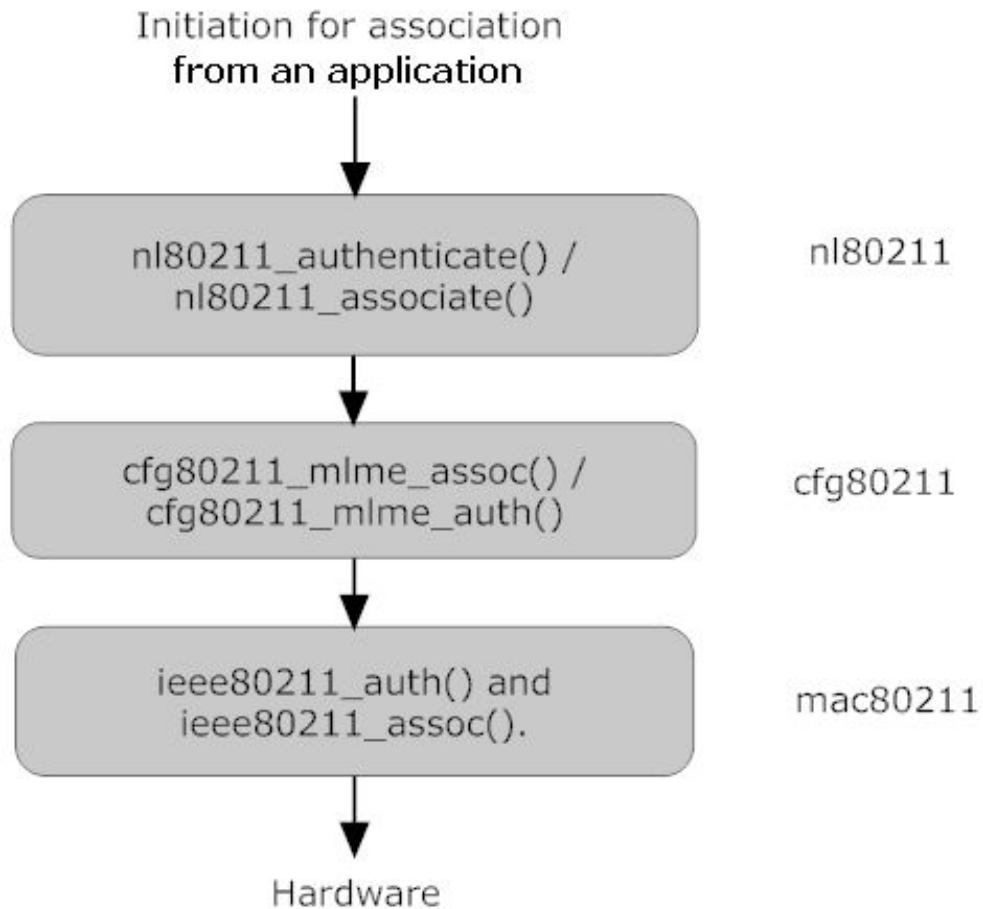 Initiation for association
from an application
nl80211_authenticate() /
nl80211_associate()
nl80211
cfg80211_mlme_assoc() /
cfg80211_mlme_auth()
cfg80211
ieee80211_auth() and
ieee80211_assoc().
mac80211
Hardware